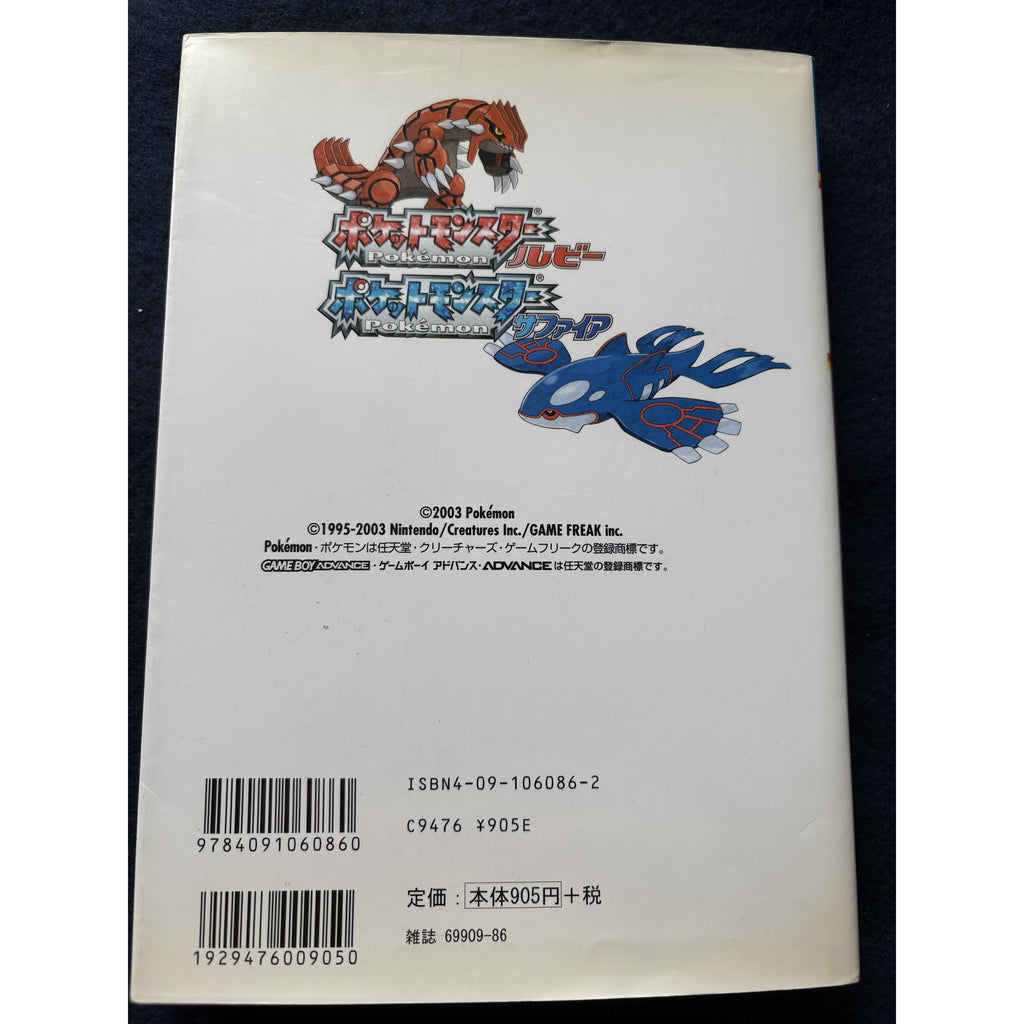 ポケットモンスター®
Pokémon ルビー
ポケットモンスター®
Pokémon サファイア
©2003 Pokémon
©1995-2003 Nintendo/Creatures Inc./GAME FREAK inc.
Pokémon・ポケモンは任天堂・クリーチャーズ・ゲームフリークの登録商標です。
GAME BOY ADVANCE・ゲームボーイ アドバンス・ADVANCEは任天堂の登録商標です。
ISBN4-09-106086-2
C9476 ¥905E
9784091060860
定価：本体905円+税
雑誌 69909-86
1929476009050